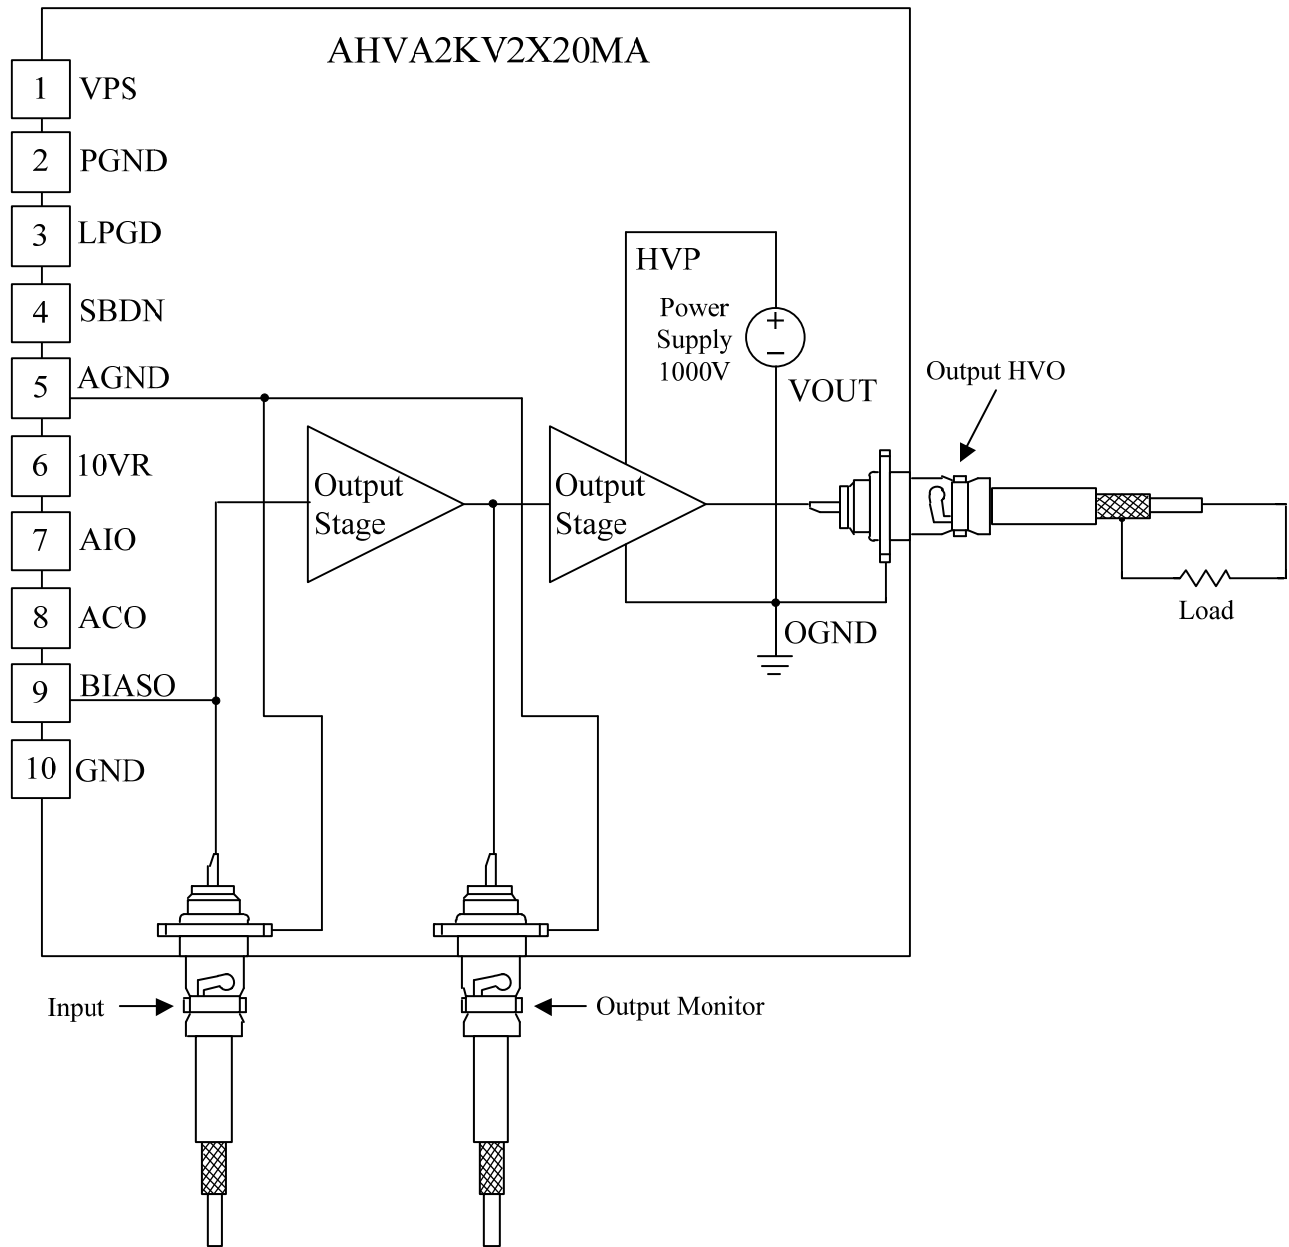 AHVA2KV2X20MA
1 VPS
2 PGND
3 LPGD
4 SBDN
5 AGND
6 10VR
7 AIO
8 ACO
9 BIASO
10 GND
HVP
Power
Supply
1000V
+
−
VOUT
Output HVO
Output
Stage
Output
Stage
OGND
Load
Input
Output Monitor